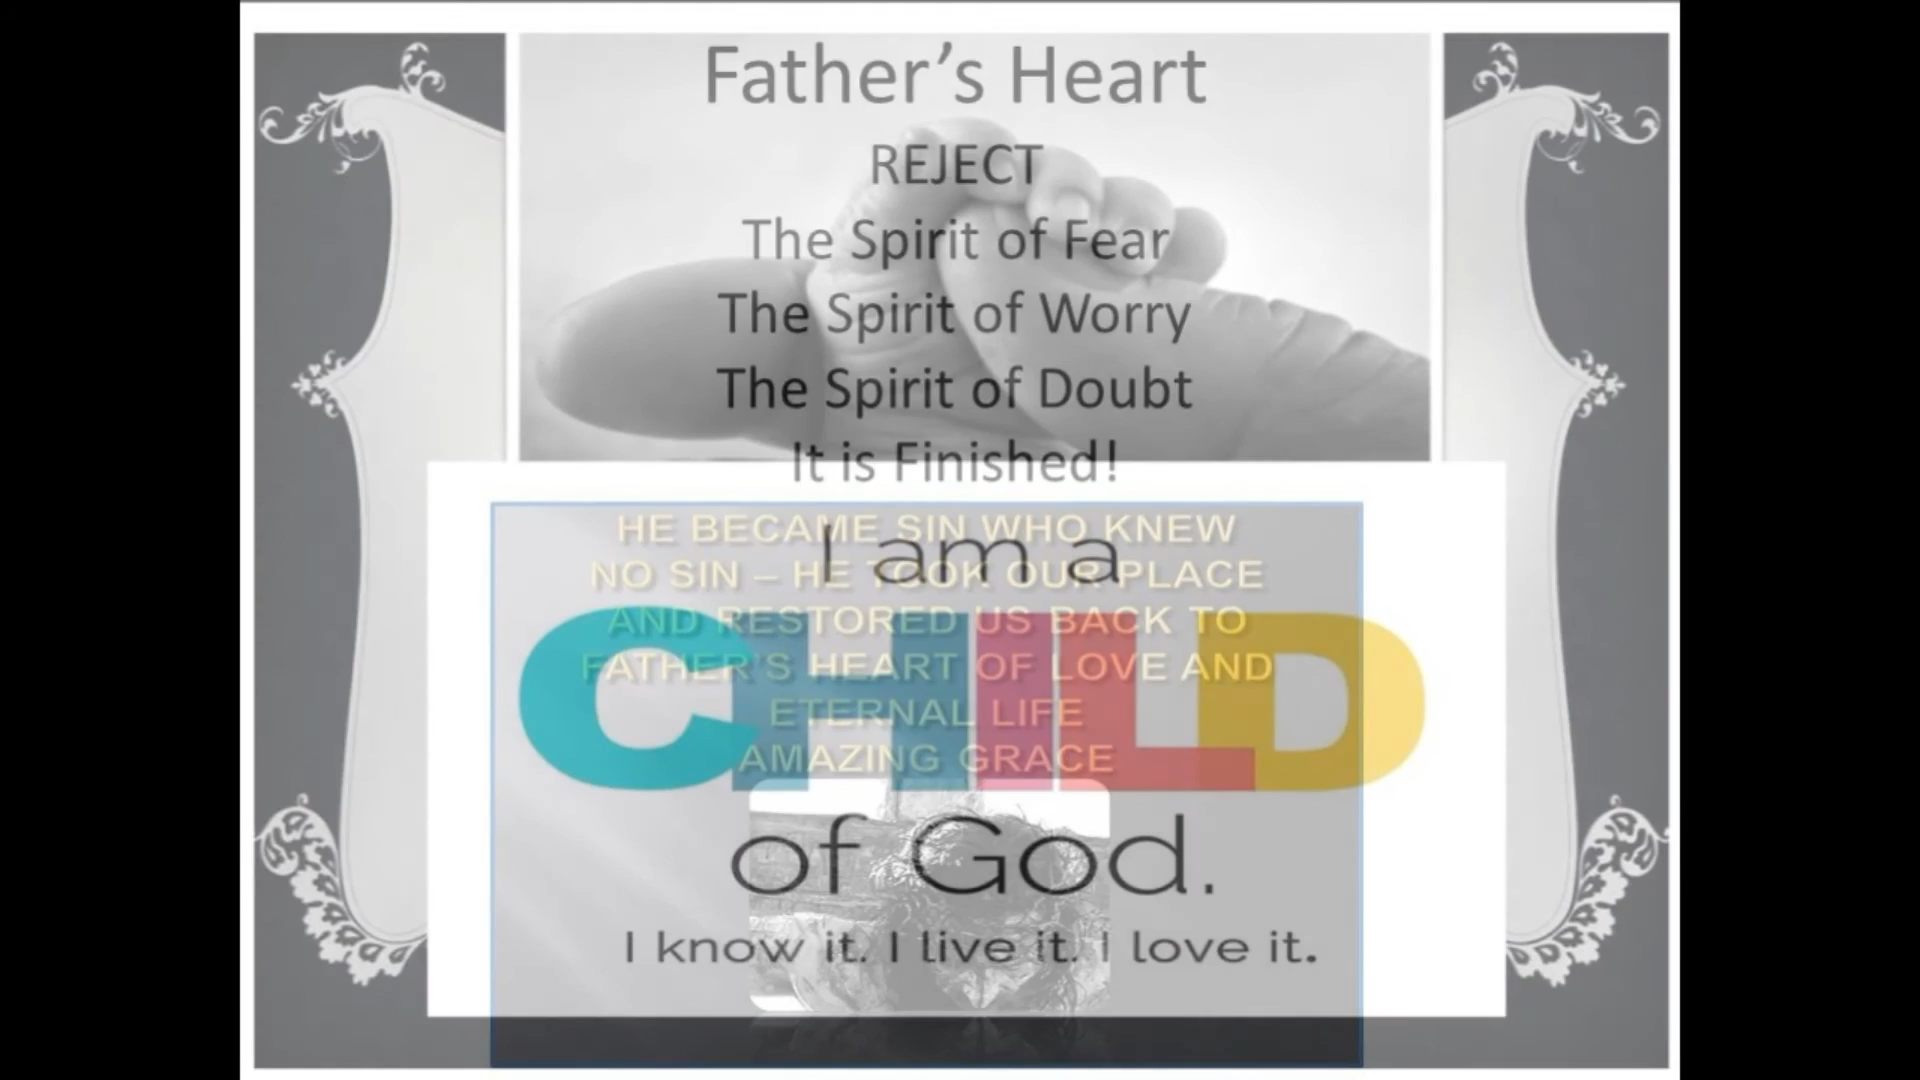 Father's Heart
REJECT
The Spirit of Fear
The Spirit of Worry
The Spirit of Doubt
It is Finished!
HE BECAME SIN WHO KNEW
NO SIN – HE TOOK OUR PLACE
AND RESTORED US BACK TO
FATHER'S HEART OF LOVE AND
ETERNAL LIFE
AMAZING GRACE
I am a
CHILD
of God.
I know it. I live it. I love it.